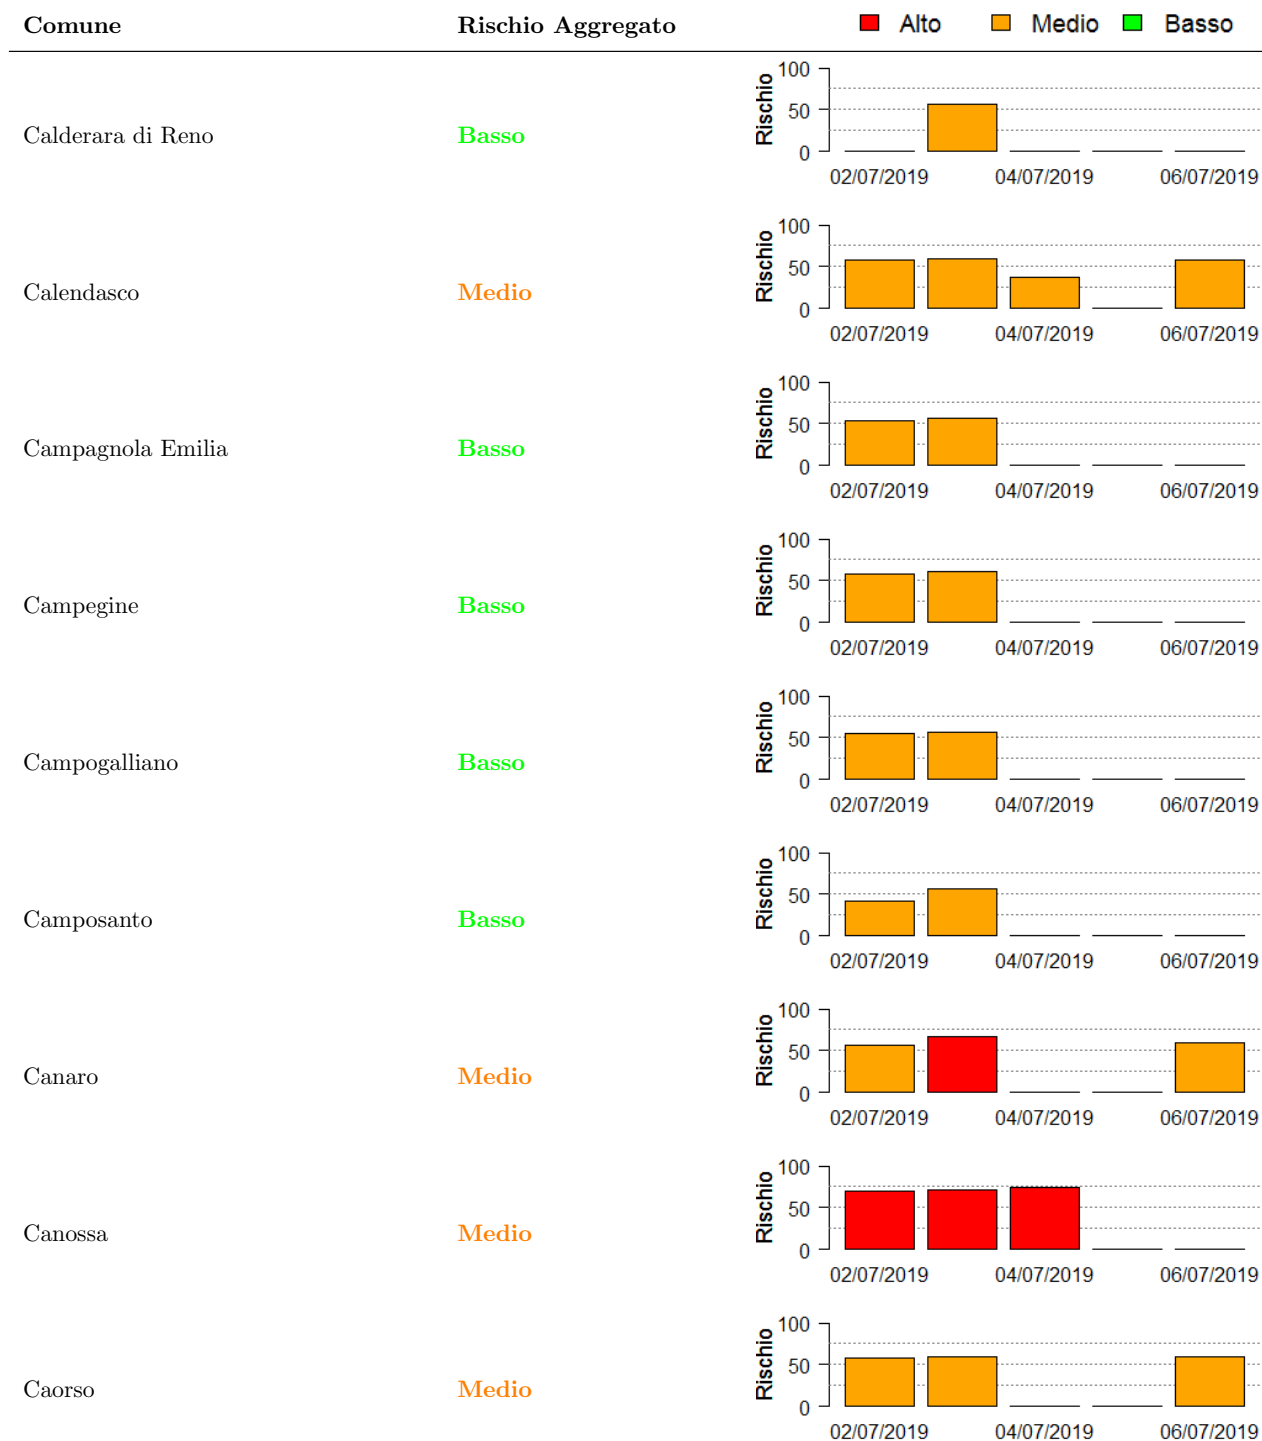 Comune Rischio Aggregato Alto Medio Basso
Calderara di Reno Basso
Rischio
100
50
0
02/07/2019 04/07/2019 06/07/2019
Calendasco Medio
Rischio
100
50
0
02/07/2019 04/07/2019 06/07/2019
Campagnola Emilia Basso
Rischio
100
50
0
02/07/2019 04/07/2019 06/07/2019
Campegine Basso
Rischio
100
50
0
02/07/2019 04/07/2019 06/07/2019
Campogalliano Basso
Rischio
100
50
0
02/07/2019 04/07/2019 06/07/2019
Camposanto Basso
Rischio
100
50
0
02/07/2019 04/07/2019 06/07/2019
Canaro Medio
Rischio
100
50
0
02/07/2019 04/07/2019 06/07/2019
Canossa Medio
Rischio
100
50
0
02/07/2019 04/07/2019 06/07/2019
Caorso Medio
Rischio
100
50
0
02/07/2019 04/07/2019 06/07/2019